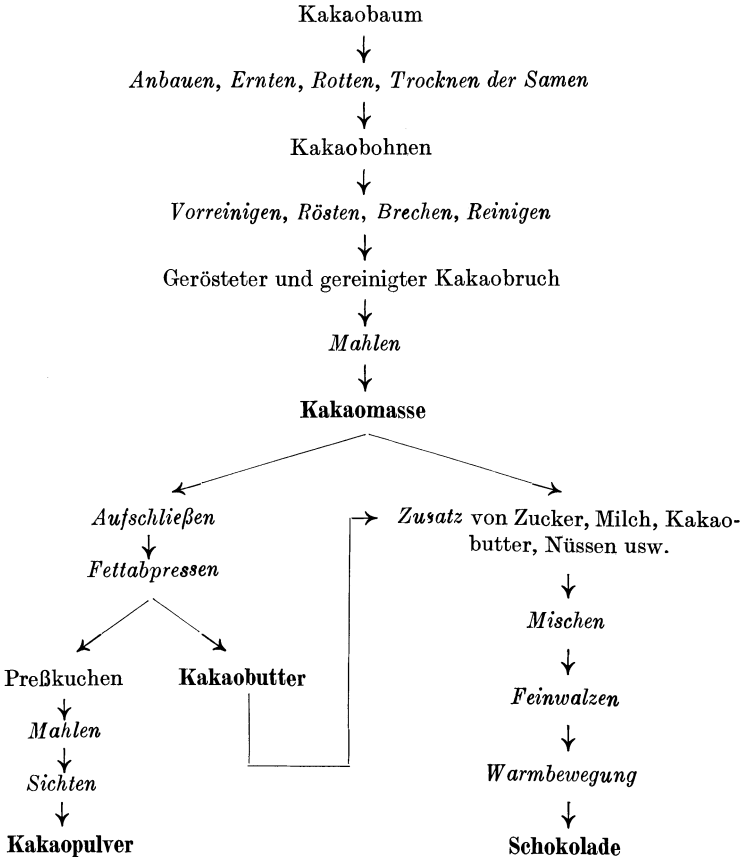 Kakaobaum
Anbauen, Ernten, Rotten, Trocknen der Samen
Kakaobohnen
Vorreinigen, Rösten, Brechen, Reinigen
Gerösteter und gereinigter Kakaobruch
Mahlen
Kakaomasse
Aufschließen
Fettabpressen
Preßkuchen
Mahlen
Sichten
Kakaopulver
Kakaobutter
Zusatz von Zucker, Milch, Kakao-
butter, Nüssen usw.
Mischen
Feinwalzen
Warmbewegung
Schokolade